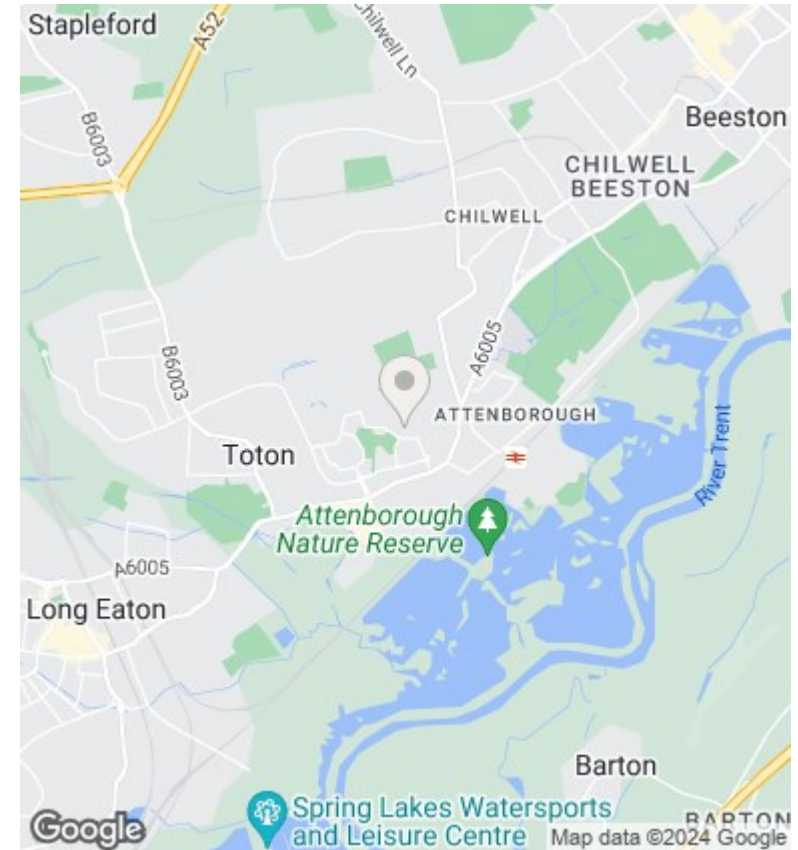 Stapleford
A52
Chilwell Ln
B6003
Beeston
CHILWELL
BEESTON
CHILWELL
A6005
B6003
ATTENBOROUGH
Toton
River Trent
Attenborough
Nature Reserve
A6005
Long Eaton
Barton
Spring Lakes Watersports
and Leisure Centre
BARTON
Google
Map data ©2024 Google